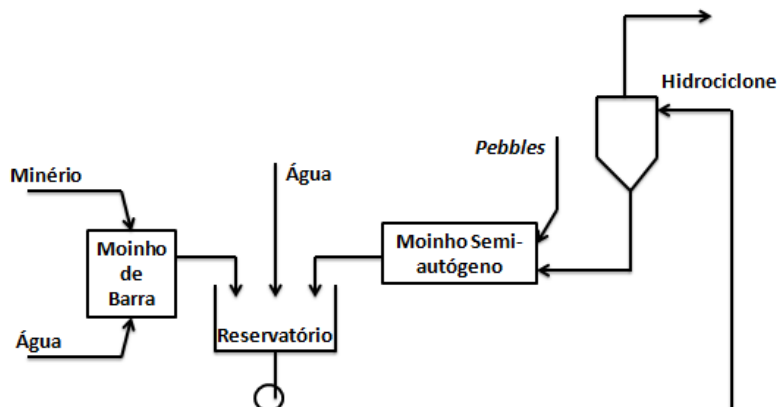 Hidrociclone
Pebbles
Minério
Água
Moinho
de
Barra
Moinho Semi-
autógeno
Água
Reservatório